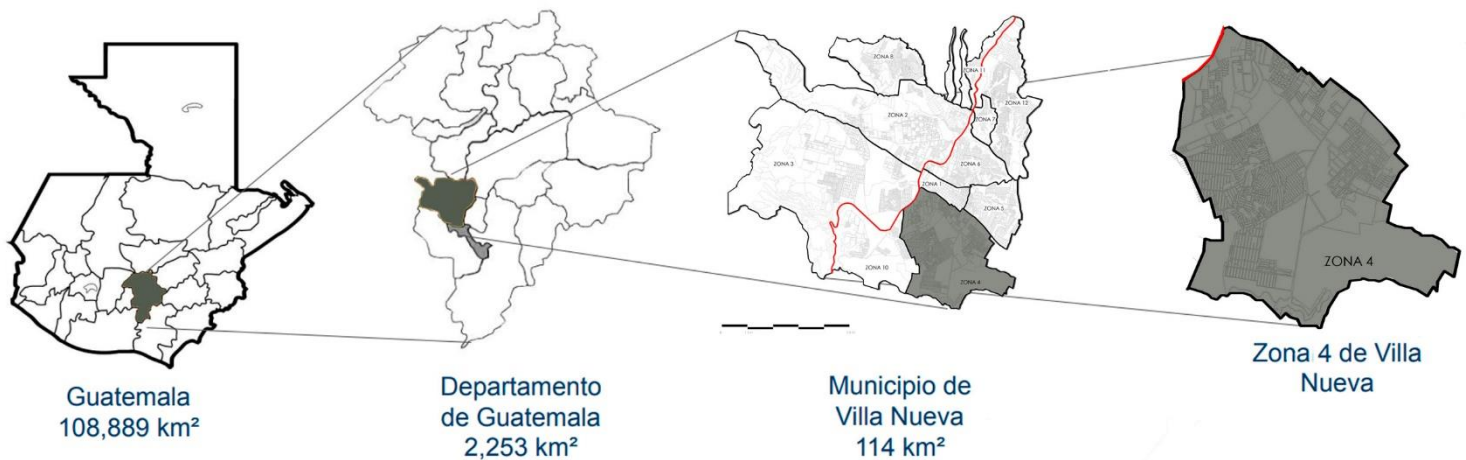 ZONA 8
ZONA 11
ZONA 12
ZONA 2
ZONA 7
ZONA 3
ZONA 6
ZONA 1
ZONA 5
ZONA 10
ZONA 4
ZONA 4
Guatemala
108,889 km²
Departamento
de Guatemala
2,253 km²
Municipio de
Villa Nueva
114 km²
Zona 4 de Villa
Nueva